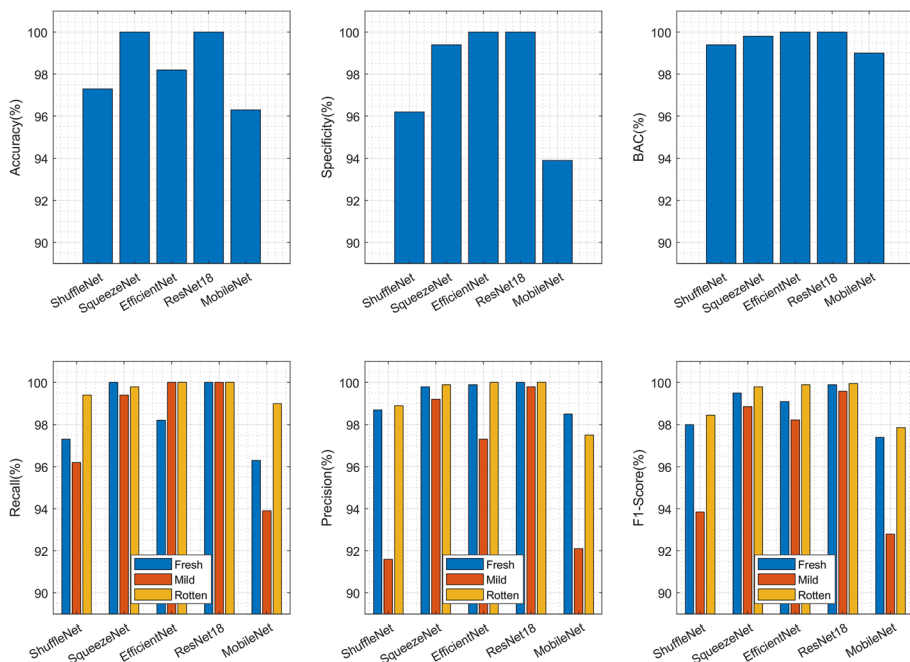 Accuracy(%)
100
98
96
94
92
90
ShuffleNet
SqueezeNet
EfficientNet
ResNet18
MobileNet
Specificity(%)
100
98
96
94
92
90
ShuffleNet
SqueezeNet
EfficientNet
ResNet18
MobileNet
BAC(%)
100
98
96
94
92
90
ShuffleNet
SqueezeNet
EfficientNet
ResNet18
MobileNet
Recall(%)
100
98
96
94
92
90
Fresh
Mild
Rotten
ShuffleNet
SqueezeNet
EfficientNet
ResNet18
MobileNet
Precision(%)
100
98
96
94
92
90
Fresh
Mild
Rotten
ShuffleNet
SqueezeNet
EfficientNet
ResNet18
MobileNet
F1-Score(%)
100
98
96
94
92
90
Fresh
Mild
Rotten
ShuffleNet
SqueezeNet
EfficientNet
ResNet18
MobileNet